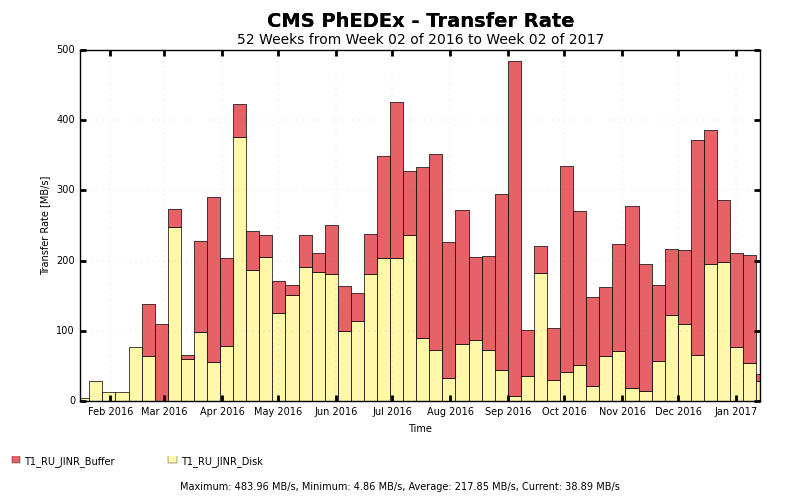 CMS PhEDEx - Transfer Rate
52 Weeks from Week 02 of 2016 to Week 02 of 2017
500
400
300
200
100
0
Transfer Rate [MB/s]
Feb 2016 Mar 2016 Apr 2016 May 2016 Jun 2016 Jul 2016 Aug 2016 Sep 2016 Oct 2016 Nov 2016 Dec 2016 Jan 2017
Time
T1_RU_JINR_Buffer T1_RU_JINR_Disk
Maximum: 483.96 MB/s, Minimum: 4.86 MB/s, Average: 217.85 MB/s, Current: 38.89 MB/s